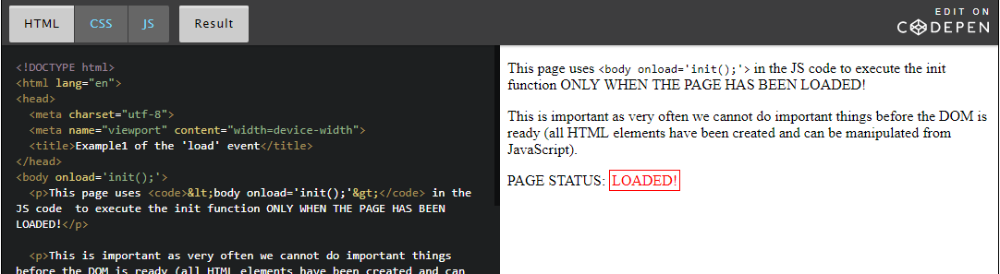 HTML CSS JS Result
EDIT ON
CODEPEN
<!DOCTYPE html>
<html lang="en">
<head>
<meta charset="utf-8">
<meta name="viewport" content="width=device-width">
<title>Example1 of the 'load' event</title>
</head>
<body onload='init();'>
<p>This page uses <code>&lt;body onload='init();'&gt;</code> in the
JS code  to execute the init function ONLY WHEN THE PAGE HAS BEEN
LOADED!</p>
<p>This is important as very often we cannot do important things
before the DOM is ready (all HTML elements have been created and can
This page uses <body onload='init();'> in the JS code to execute the init
function ONLY WHEN THE PAGE HAS BEEN LOADED!
This is important as very often we cannot do important things before the DOM is
ready (all HTML elements have been created and can be manipulated from
JavaScript).
PAGE STATUS: LOADED!